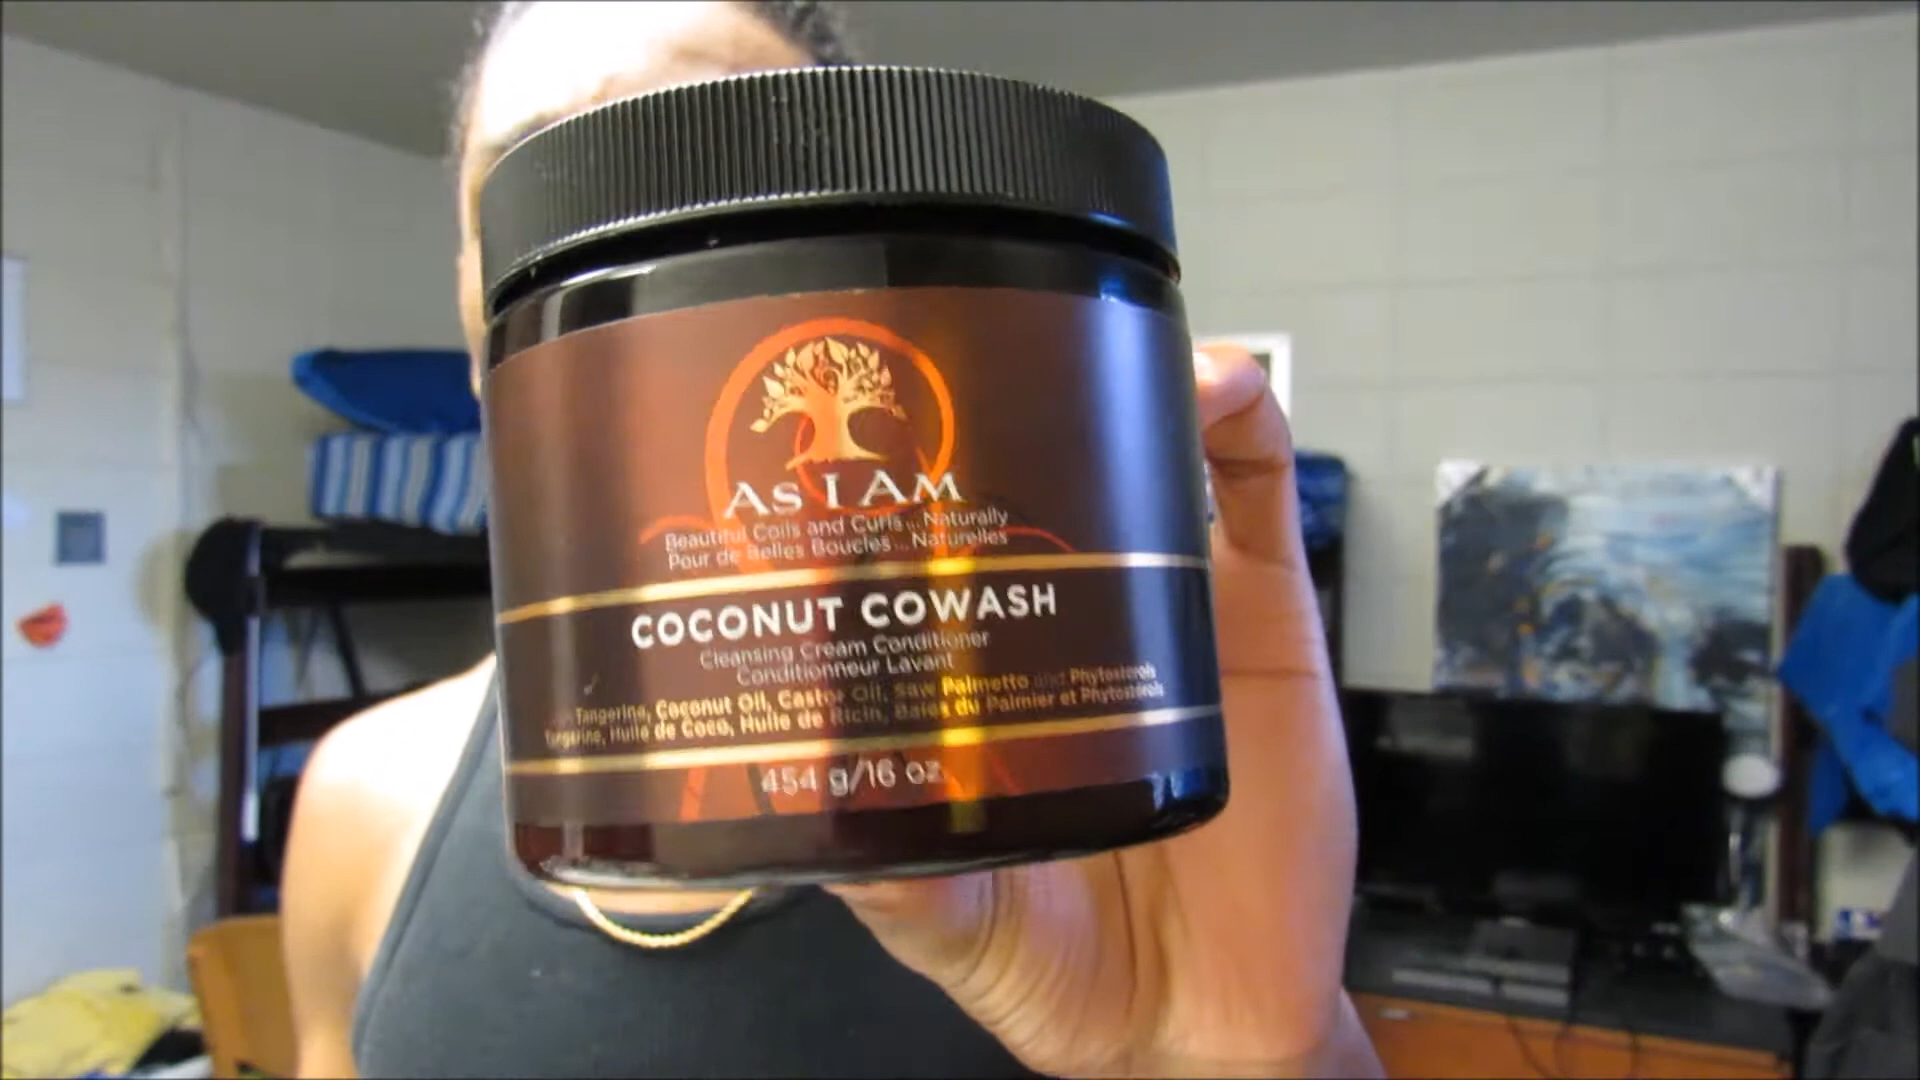 AS I AM
Beautiful Coils and Curls ... Naturally
Pour de Belles Boucles ... Naturelles
COCONUT COWASH
Cleansing Cream Conditioner
Conditionneur Lavant
Tangerine, Coconut Oil, Castor Oil, Saw Palmetto and Phytosterols
Tangerine, Huile de Coco, Huile de Ricin, Baies du Palmier et Phytosterols
454 g/16 oz